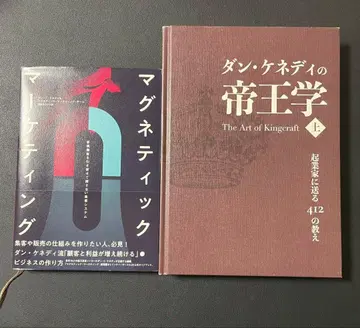 マグネティック
マーケティング
集客や販売の仕組みを作りたい人、必見！
ダン・ケネディ流「顧客と利益が増え続ける」
ビジネスの作り方
ダン・ケネディの
帝王学
上
The Art of Kingcraft
起業家に送る
412の教え